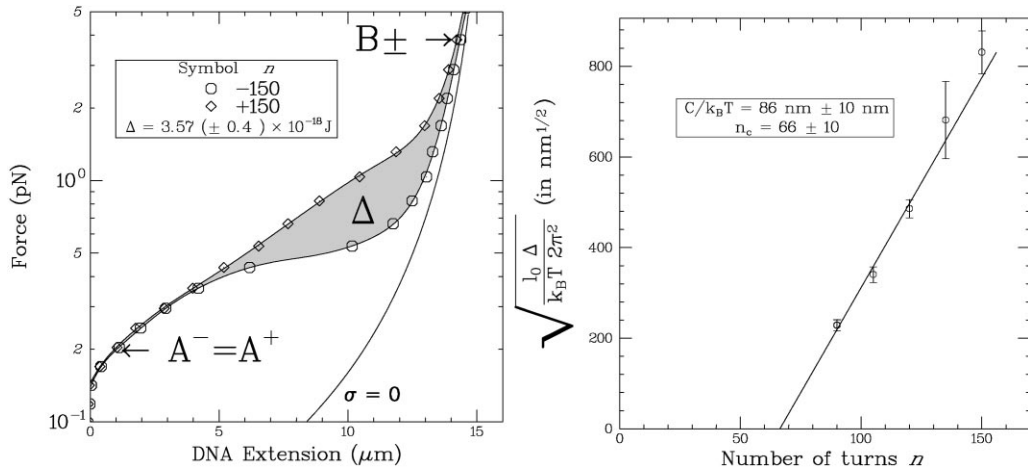 5
2
10⁰
5
2
10⁻¹
Force (pN)
B±
Symbol n
−150
+150
Δ = 3.57 (± 0.4 ) × 10⁻¹⁸J
Δ
A⁻ = A⁺
σ = 0
0
5
10
15
DNA Extension (μm)
800
600
400
200
0
√ l₀ Δ / k_BT 2π² (in nm^1/2)
C/k_BT = 86 nm ± 10 nm
n_c = 66 ± 10
0
50
100
150
Number of turns n